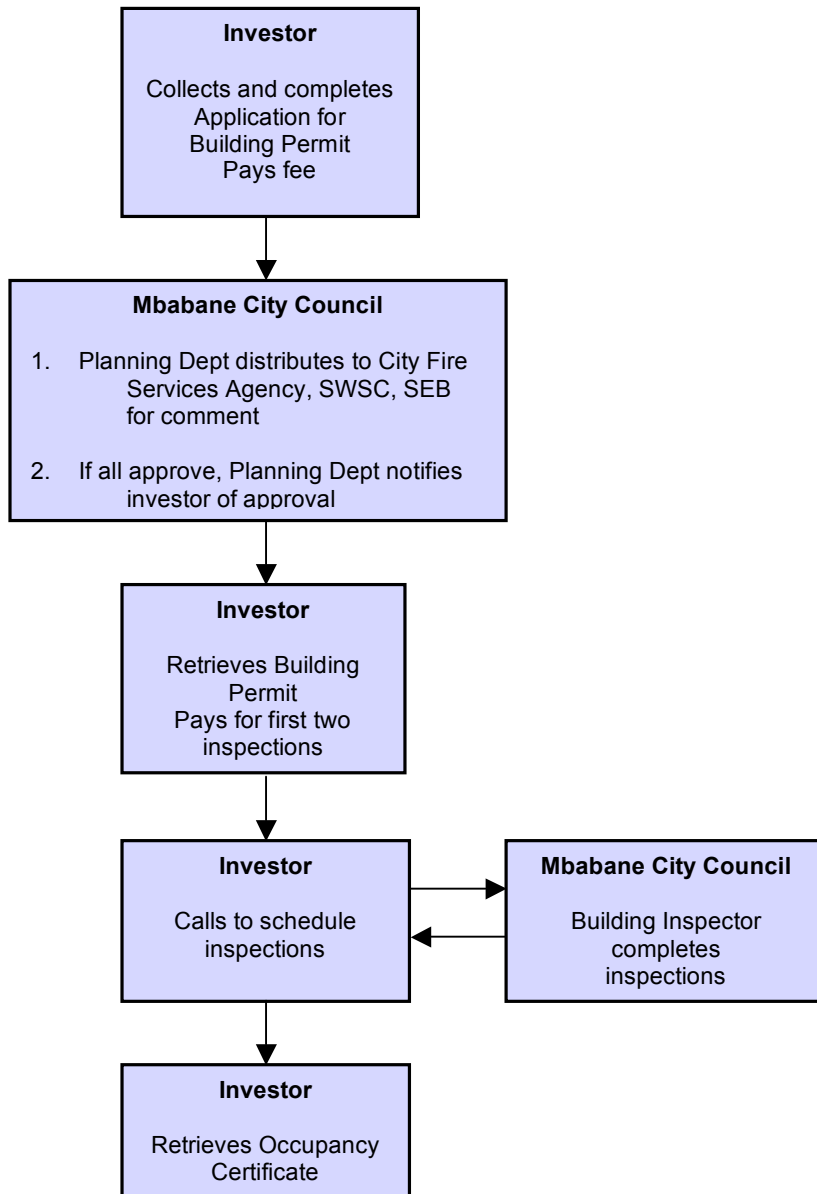 Investor
Collects and completes
Application for
Building Permit
Pays fee
Mbabane City Council
1. Planning Dept distributes to City Fire
Services Agency, SWSC, SEB
for comment
2. If all approve, Planning Dept notifies
investor of approval
Investor
Retrieves Building
Permit
Pays for first two
inspections
Investor
Calls to schedule
inspections
Mbabane City Council
Building Inspector
completes
inspections
Investor
Retrieves Occupancy
Certificate